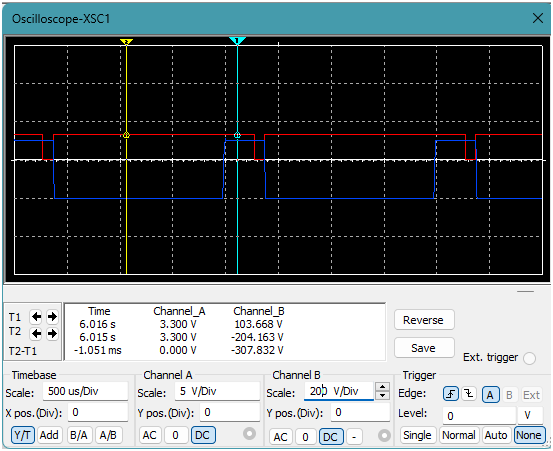 Oscilloscope-XSC1
T1
T2
T2-T1
Time Channel_A Channel_B
6.016 s 3.300 V 103.668 V
6.015 s 3.300 V -204.163 V
-1.051 ms 0.000 V -307.832 V
Reverse
Save
Ext. trigger
Timebase
Scale: 500 us/Div
X pos.(Div): 0
Y/T Add B/A A/B
Channel A
Scale: 5 V/Div
Y pos.(Div): 0
AC 0 DC
Channel B
Scale: 200 V/Div
Y pos.(Div): 0
AC 0 DC -
Trigger
Edge: A B Ext
Level: 0 V
Single Normal Auto None